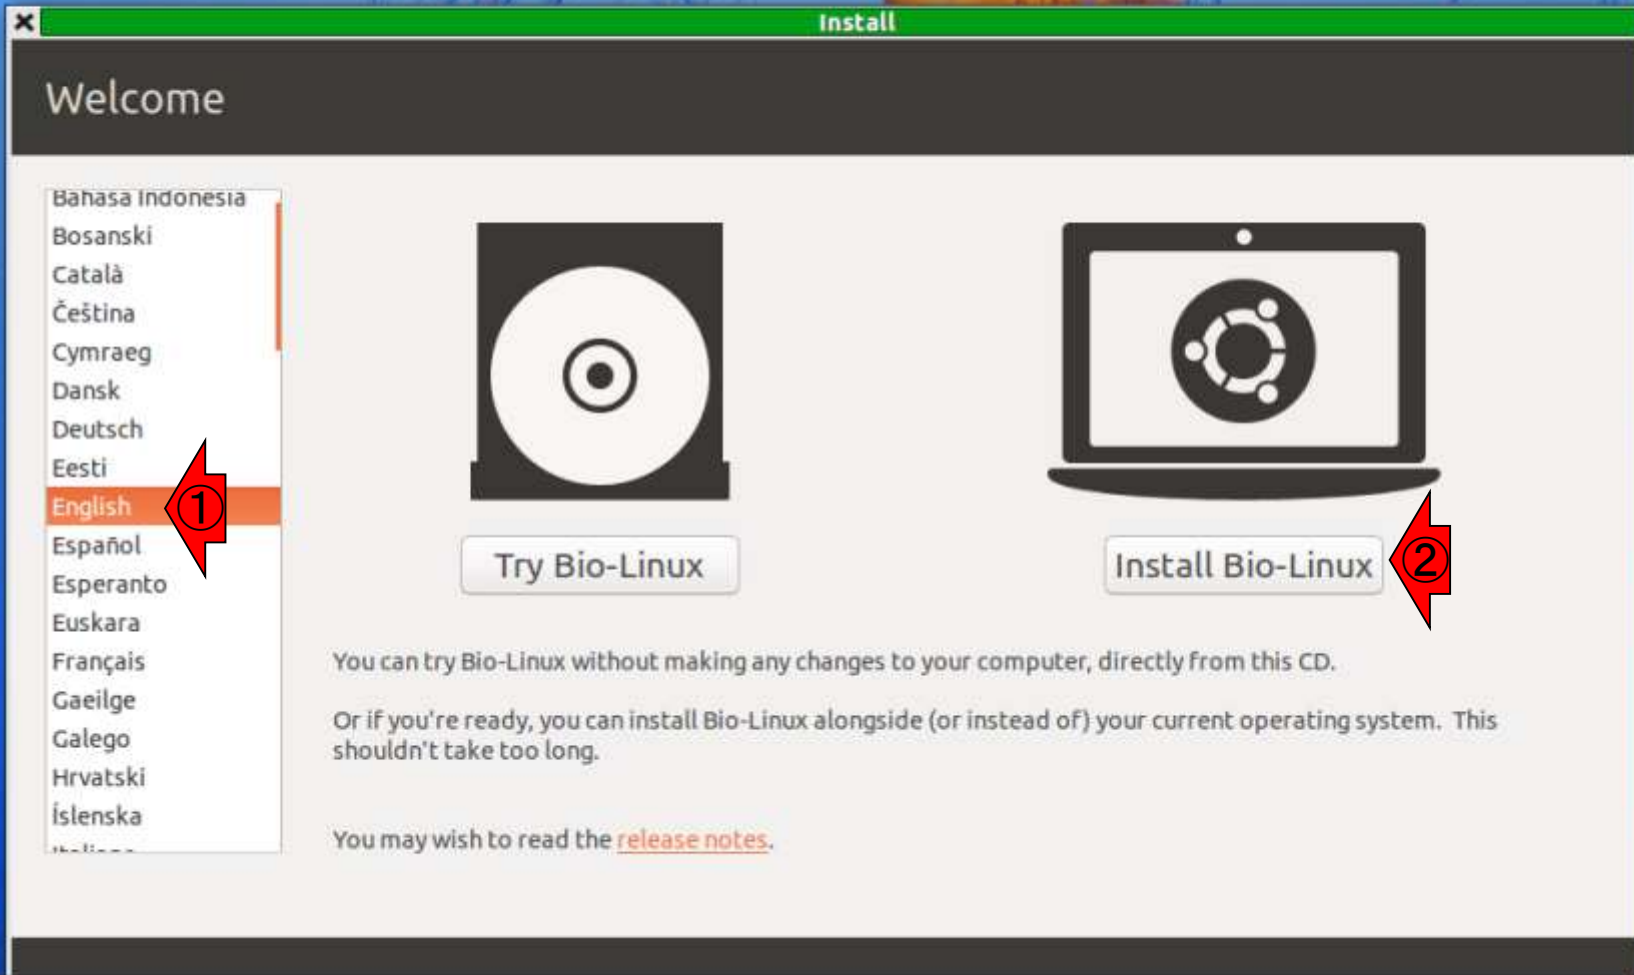 Install
Welcome
Bahasa Indonesia
Bosanski
Català
Čeština
Cymraeg
Dansk
Deutsch
Eesti
English
①
Español
Esperanto
Euskara
Français
Gaeilge
Galego
Hrvatski
Íslenska
Italiano
Try Bio-Linux
Install Bio-Linux
②
You can try Bio-Linux without making any changes to your computer, directly from this CD.
Or if you're ready, you can install Bio-Linux alongside (or instead of) your current operating system. This
shouldn't take too long.
You may wish to read the release notes.